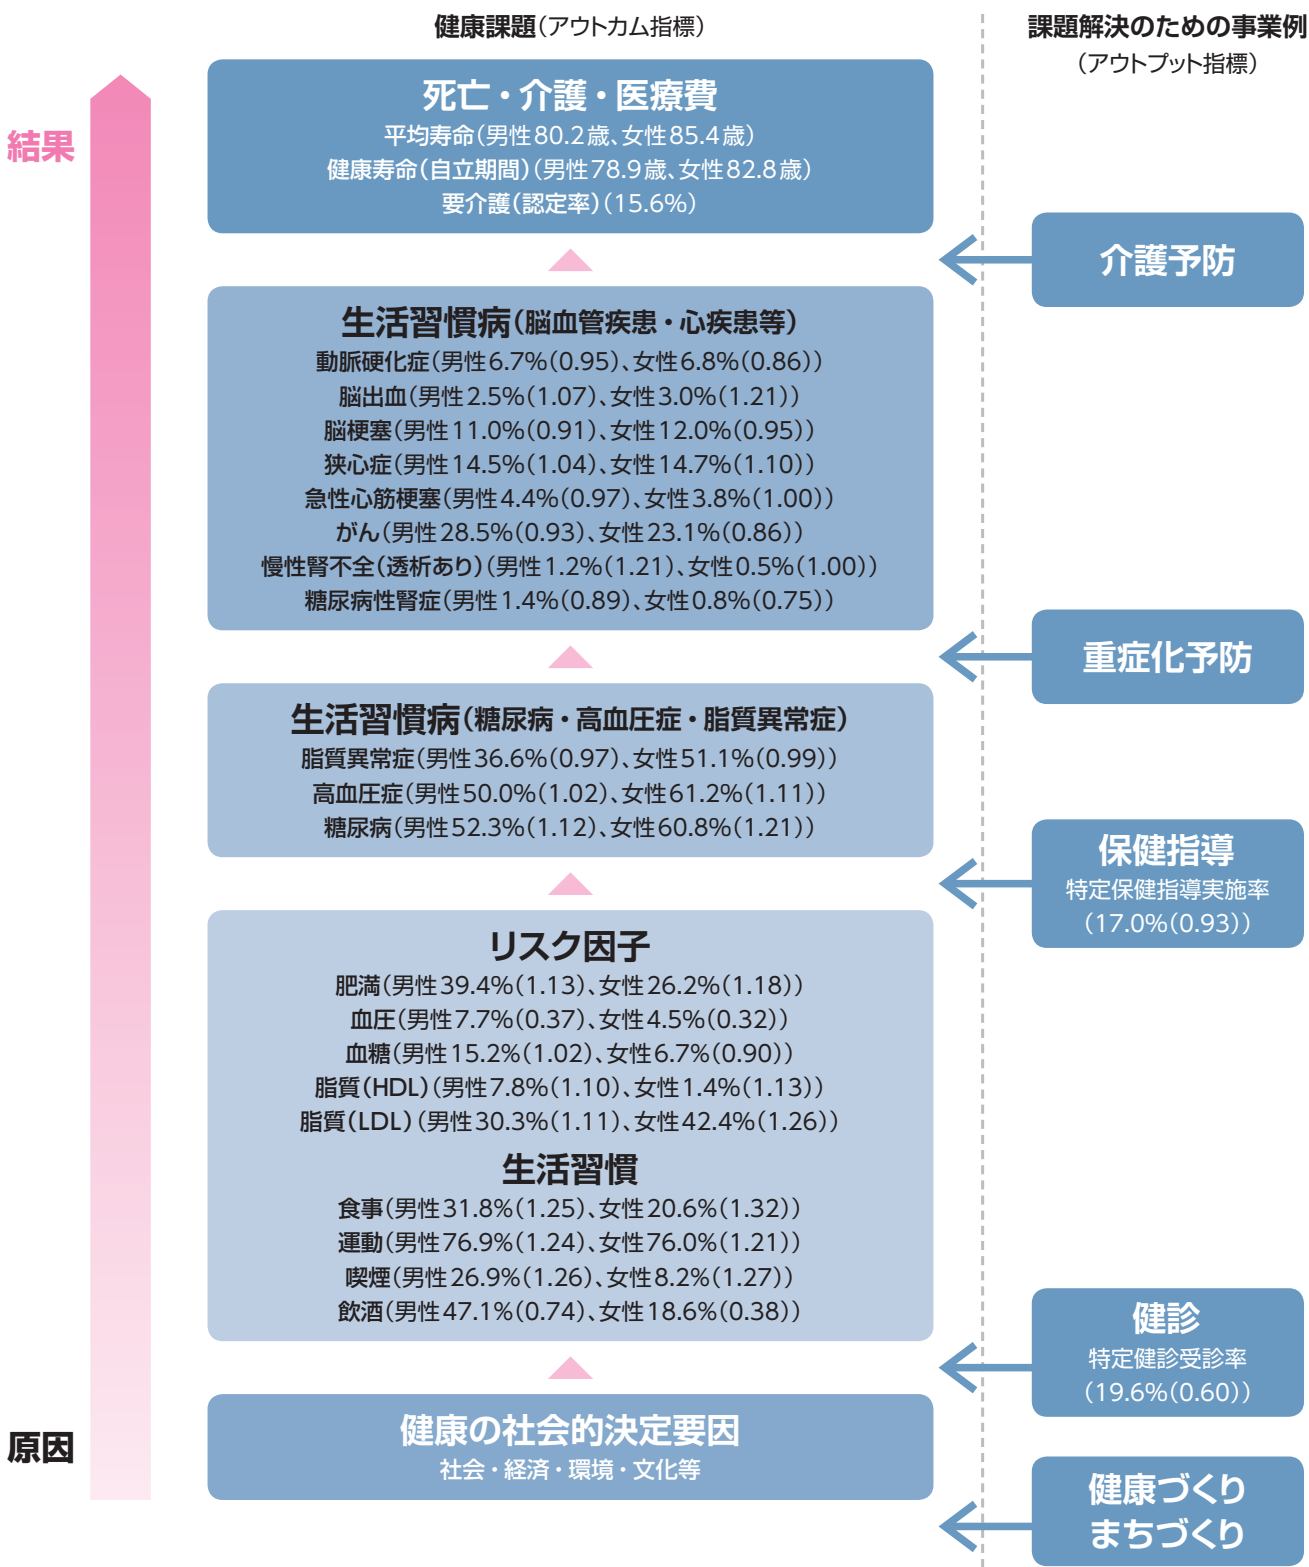 健康課題(アウトカム指標)
死亡・介護・医療費
平均寿命(男性80.2歳、女性85.4歳)
健康寿命(自立期間)(男性78.9歳、女性82.8歳)
要介護(認定率)(15.6%)
生活習慣病(脳血管疾患・心疾患等)
動脈硬化症(男性6.7%(0.95)、女性6.8%(0.86))
脳出血(男性2.5%(1.07)、女性3.0%(1.21))
脳梗塞(男性11.0%(0.91)、女性12.0%(0.95))
狭心症(男性14.5%(1.04)、女性14.7%(1.10))
急性心筋梗塞(男性4.4%(0.97)、女性3.8%(1.00))
がん(男性28.5%(0.93)、女性23.1%(0.86))
慢性腎不全(透析あり)(男性1.2%(1.21)、女性0.5%(1.00))
糖尿病性腎症(男性1.4%(0.89)、女性0.8%(0.75))
生活習慣病(糖尿病・高血圧症・脂質異常症)
脂質異常症(男性36.6%(0.97)、女性51.1%(0.99))
高血圧症(男性50.0%(1.02)、女性61.2%(1.11))
糖尿病(男性52.3%(1.12)、女性60.8%(1.21))
リスク因子
肥満(男性39.4%(1.13)、女性26.2%(1.18))
血圧(男性7.7%(0.37)、女性4.5%(0.32))
血糖(男性15.2%(1.02)、女性6.7%(0.90))
脂質(HDL)(男性7.8%(1.10)、女性1.4%(1.13))
脂質(LDL)(男性30.3%(1.11)、女性42.4%(1.26))
生活習慣
食事(男性31.8%(1.25)、女性20.6%(1.32))
運動(男性76.9%(1.24)、女性76.0%(1.21))
喫煙(男性26.9%(1.26)、女性8.2%(1.27))
飲酒(男性47.1%(0.74)、女性18.6%(0.38))
健康の社会的決定要因
社会・経済・環境・文化等
結果
原因
課題解決のための事業例
(アウトプット指標)
介護予防
重症化予防
保健指導
特定保健指導実施率
(17.0%(0.93))
健診
特定健診受診率
(19.6%(0.60))
健康づくり
まちづくり